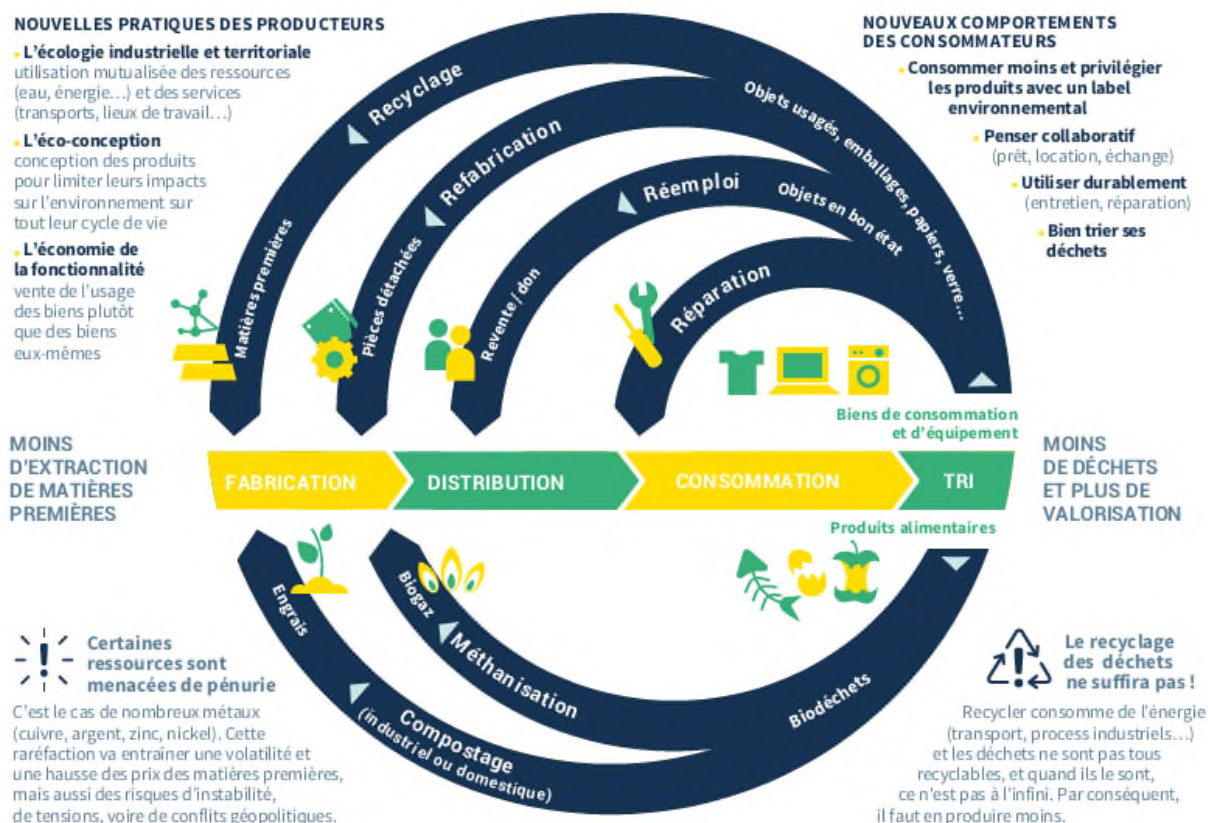 NOUVELLES PRATIQUES DES PRODUCTEURS
L'écologie industrielle et territoriale
utilisation mutualisée des ressources
(eau, énergie...) et des services
(transports, lieux de travail...)
L'éco-conception
conception des produits
pour limiter leurs impacts
sur l'environnement sur
tout leur cycle de vie
L'économie de
la fonctionnalité
vente de l'usage
des biens plutôt
que des biens
eux-mêmes
NOUVEAUX COMPORTEMENTS
DES CONSOMMATEURS
Consommer moins et privilégier
les produits avec un label
environnemental
Penser collaboratif
(prêt, location, échange)
Utiliser durablement
(entretien, réparation)
Bien trier ses
déchets
Recyclage
Matières premières
Objets usagés, emballages, papiers, verre...
Refabrication
Pièces détachées
Réemploi
Objets en bon état
Revente / don
Réparation
Biens de consommation
et d'équipement
MOINS
D'EXTRACTION
DE MATIÈRES
PREMIÈRES
FABRICATION
DISTRIBUTION
CONSOMMATION
TRI
MOINS
DE DÉCHETS
ET PLUS DE
VALORISATION
Produits alimentaires
Engrais
Biogaz
Méthanisation
Compostage
(industriel ou domestique)
Biodéchets
Certaines
ressources sont
menacées de pénurie
C'est le cas de nombreux métaux
(cuivre, argent, zinc, nickel). Cette
raréfaction va entraîner une volatilité et
une hausse des prix des matières premières,
mais aussi des risques d'instabilité,
de tensions, voire de conflits géopolitiques.
Le recyclage
des déchets
ne suffira pas !
Recycler consomme de l'énergie
(transport, process industriels...)
et les déchets ne sont pas tous
recyclables, et quand ils le sont,
ce n'est pas à l'infini. Par conséquent,
il faut en produire moins.